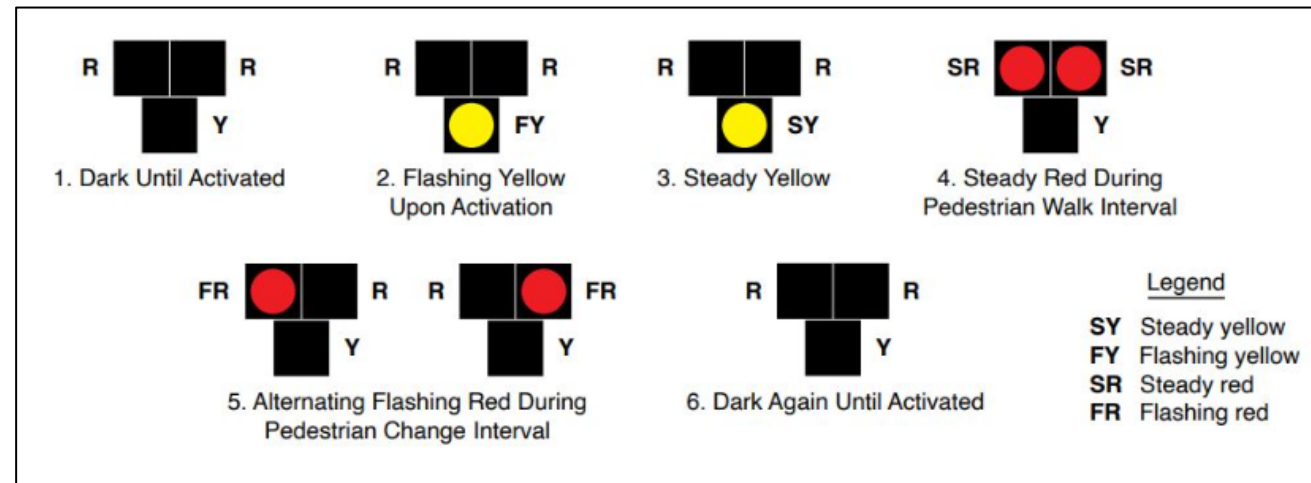 R R R R R R SR SR
Y FY SY Y
1. Dark Until Activated
2. Flashing Yellow
Upon Activation
3. Steady Yellow
4. Steady Red During
Pedestrian Walk Interval
FR R R FR R R
Y Y Y
5. Alternating Flashing Red During
Pedestrian Change Interval
6. Dark Again Until Activated
Legend
SY Steady yellow
FY Flashing yellow
SR Steady red
FR Flashing red